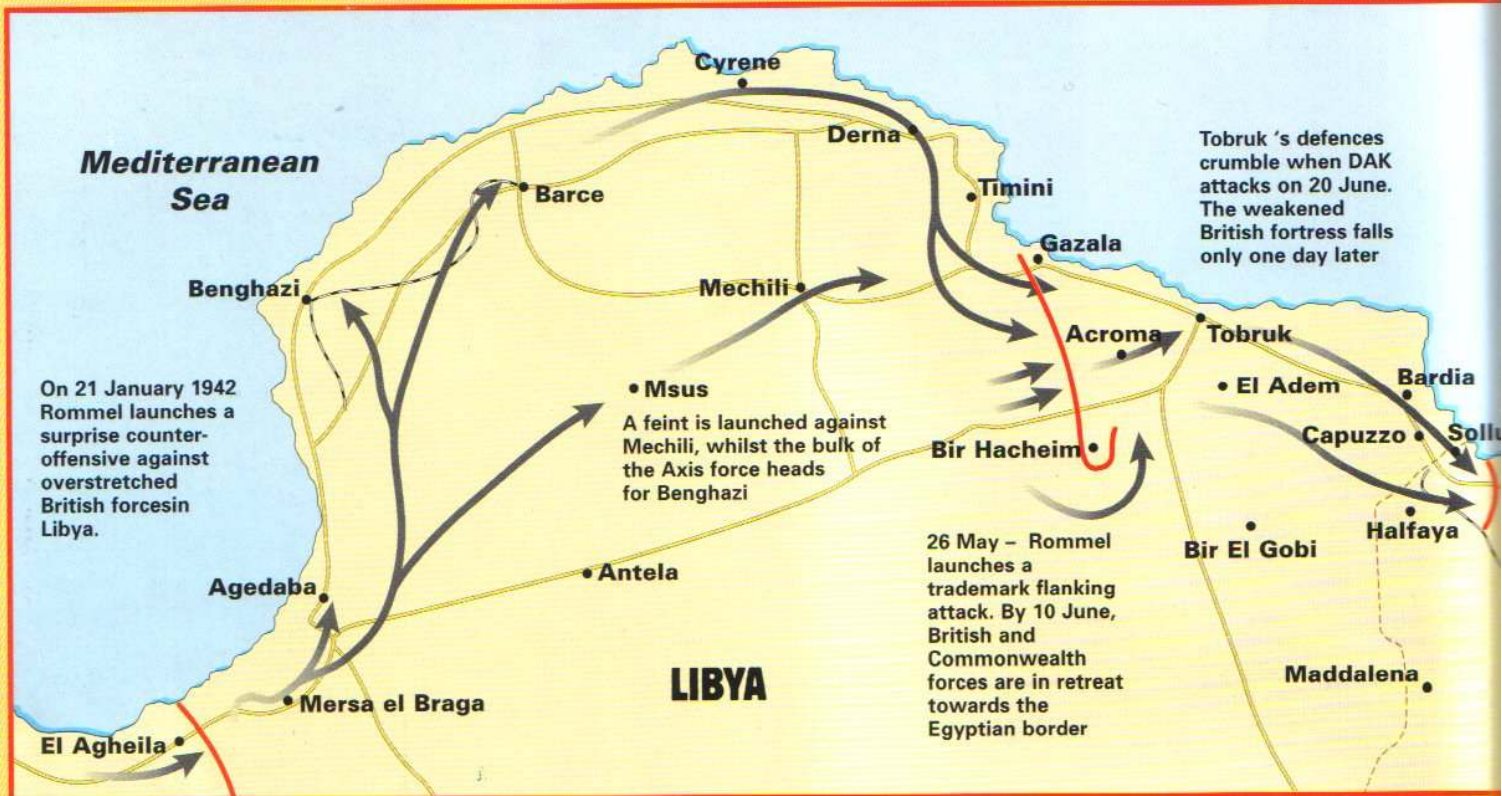 Cyrene
Derna
Mediterranean
Sea
Barce
Timini
Tobruk 's defences
crumble when DAK
attacks on 20 June.
The weakened
British fortress falls
only one day later
Benghazi
Mechili
Gazala
Acroma
Tobruk
On 21 January 1942
Rommel launches a
surprise counter-
offensive against
overstretched
British forcesin
Libya.
Msus
A feint is launched against
Mechili, whilst the bulk of
the Axis force heads
for Benghazi
El Adem
Bardia
Capuzzo
Sollu
Bir Hacheim
Halfaya
Bir El Gobi
26 May – Rommel
launches a
trademark flanking
attack. By 10 June,
British and
Commonwealth
forces are in retreat
towards the
Egyptian border
Antela
Agedaba
LIBYA
Maddalena
Mersa el Braga
El Agheila